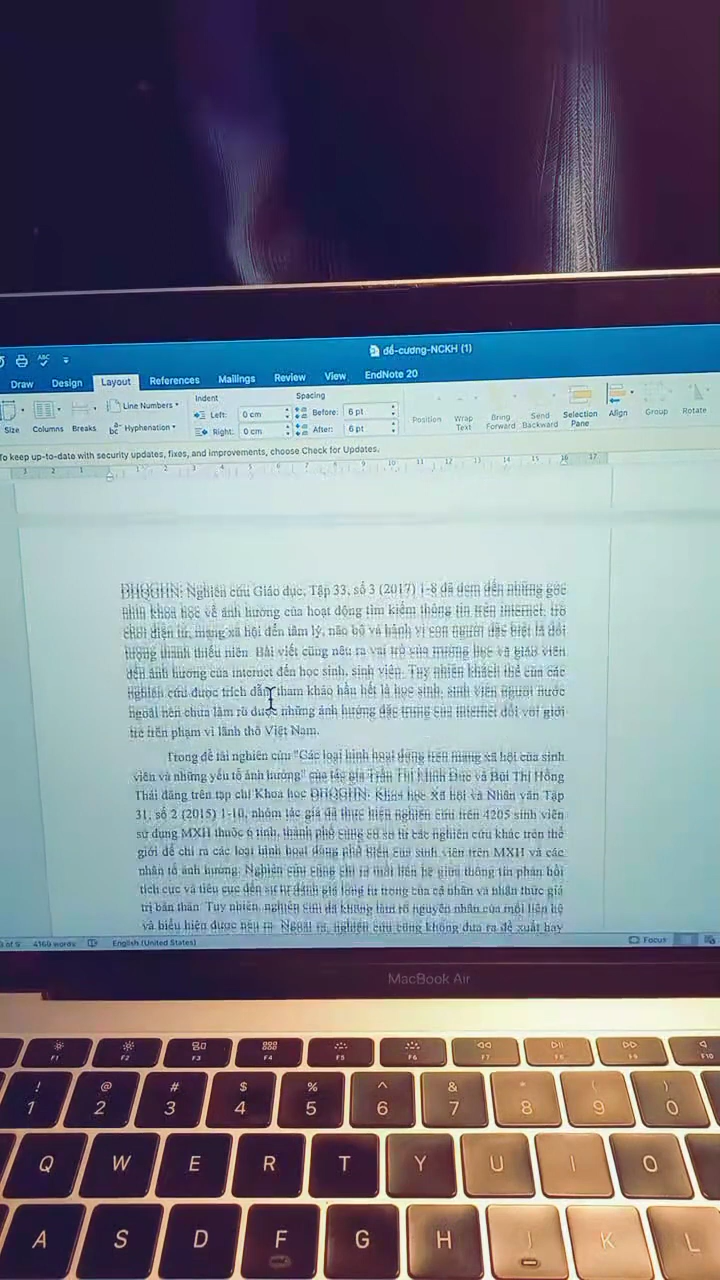 đề-cương-NCKH (1)
Draw Design Layout References Mailings Review View EndNote 20
Indent Spacing
Size Columns Breaks Line Numbers Hyphenation Left: 0 cm Before: 6 pt Position Wrap Text Bring Forward Send Backward Selection Pane Align Group Rotate
Right: 0 cm After: 6 pt
To keep up-to-date with security updates, fixes, and improvements, choose Check for Updates.
ĐHQGHN: Nghiên cứu Giáo dục, Tập 33, số 3 (2017) 1-8 đã đem đến những góc
nhìn khoa học về ảnh hưởng của hoạt động tìm kiếm thông tin trên internet, trò
chơi điện tử, mạng xã hội đến tâm lý, não bộ và hành vi con người đặc biệt là đối
tượng thanh thiếu niên. Bài viết cũng nêu ra vai trò của trường học và giáo viên
đến ảnh hưởng của internet đến học sinh, sinh viên. Tuy nhiên khách thể của các
nghiên cứu được trích dẫn, tham khảo hầu hết là học sinh, sinh viên người nước
ngoài nên chưa làm rõ được những ảnh hưởng đặc trưng của internet đối với giới
trẻ trên phạm vi lãnh thổ Việt Nam.
Trong đề tài nghiên cứu "Các loại hình hoạt động trên mạng xã hội của sinh
viên và những yếu tố ảnh hưởng" của tác giả Trần Thị Minh Đức và Bùi Thị Hồng
Thái đăng trên tạp chí Khoa học ĐHQGHN: Khoa học Xã hội và Nhân văn Tập
31, số 2 (2015) 1-10, nhóm tác giả đã thực hiện nghiên cứu trên 4205 sinh viên
sử dụng MXH thuộc 6 tỉnh, thành phố cùng cơ sở từ các nghiên cứu khác trên thế
giới để chỉ ra các loại hình hoạt động phổ biến của sinh viên trên MXH và các
nhân tố ảnh hưởng. Nghiên cứu cũng chỉ ra mối liên hệ giữa thông tin phản hồi
tích cực và tiêu cực đến sự tự đánh giá lòng tự trọng của cá nhân và nhận thức giá
trị bản thân. Tuy nhiên, nghiên cứu đã không làm rõ nguyên nhân của mối liên hệ
và biểu hiện được nêu ra. Ngoài ra, nghiên cứu cũng không đưa ra đề xuất hay
of 5 4160 words English (United States) Focus
MacBook Air
F1 F2 F3 F4 F5 F6 F7 F8 F9 F10
! @ # $ % ^ & * ( )
1 2 3 4 5 6 7 8 9 0
Q W E R T Y U I O
A S D F G H J K L